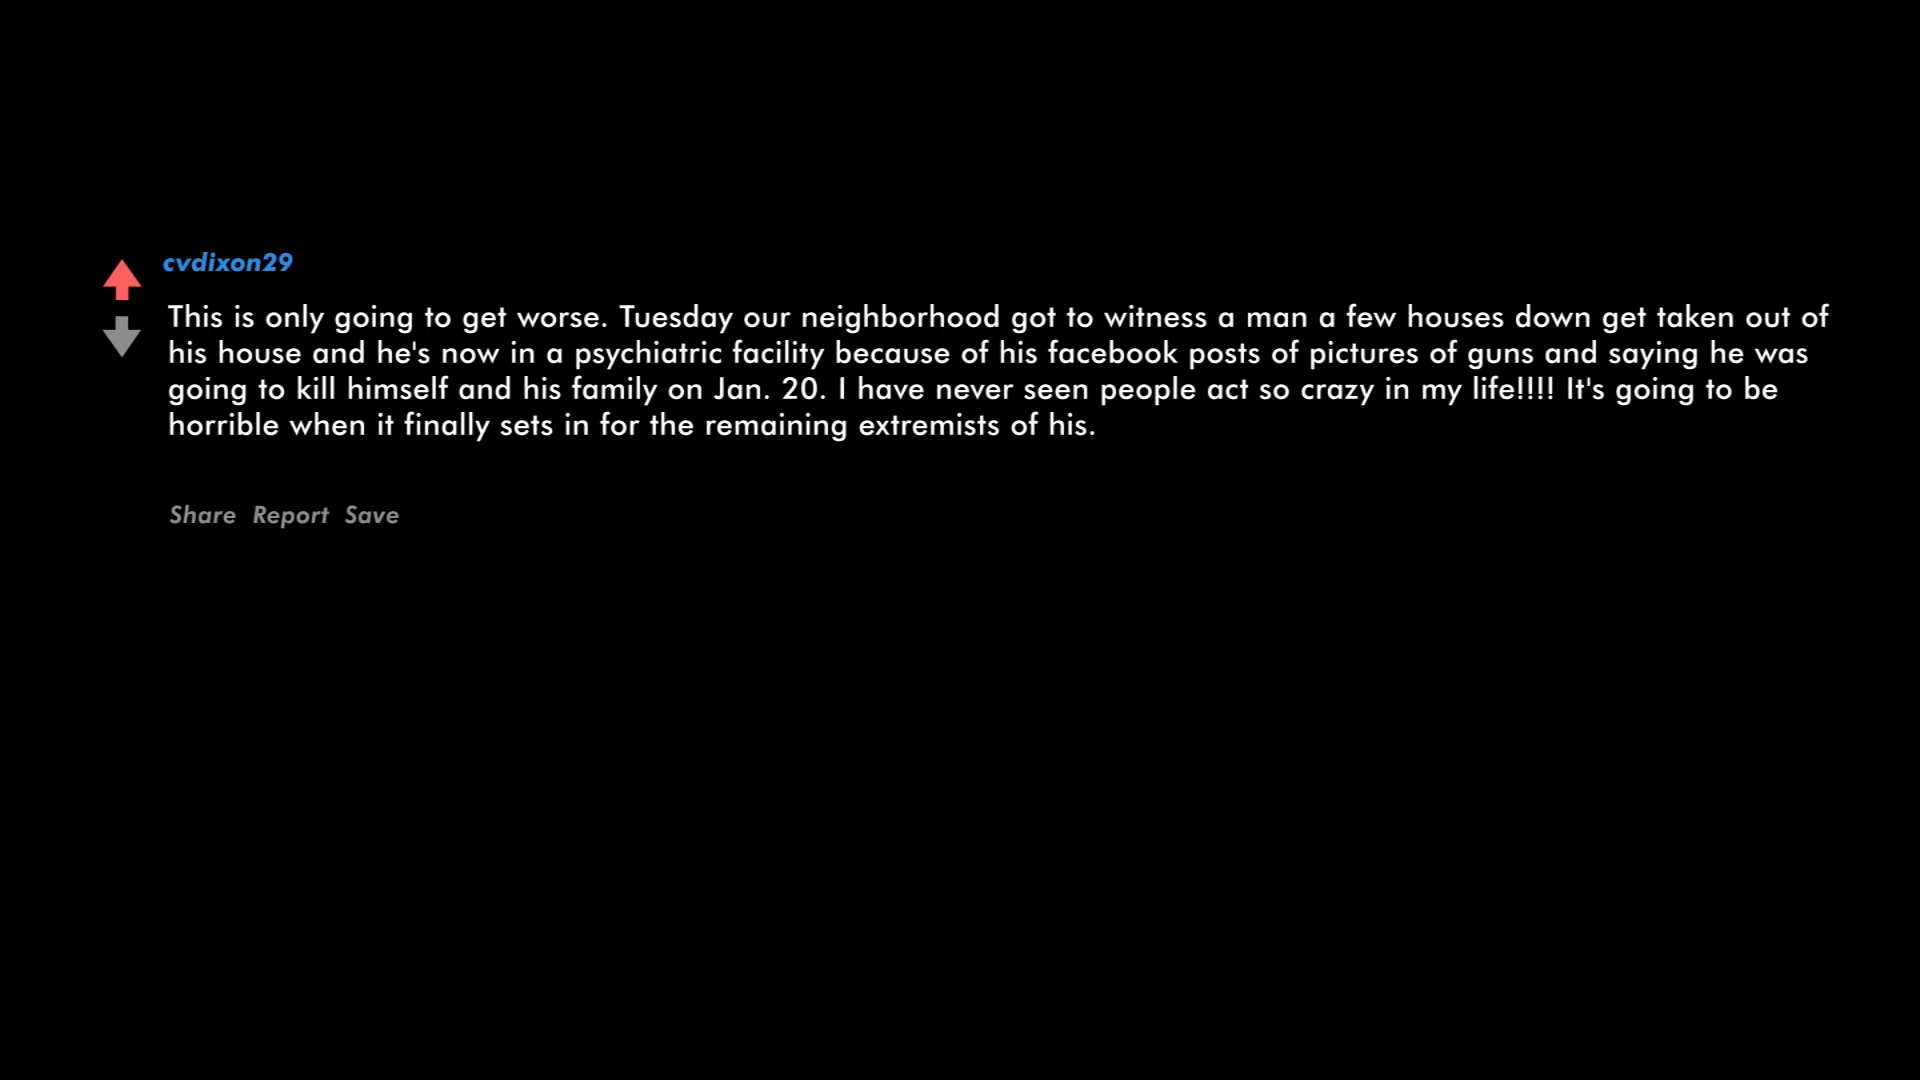 cvdixon29
This is only going to get worse. Tuesday our neighborhood got to witness a man a few houses down get taken out of
his house and he's now in a psychiatric facility because of his facebook posts of pictures of guns and saying he was
going to kill himself and his family on Jan. 20. I have never seen people act so crazy in my life!!!! It's going to be
horrible when it finally sets in for the remaining extremists of his.
Share Report Save